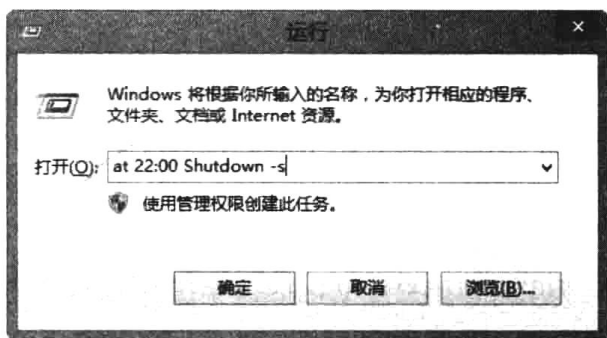 运行
Windows 将根据你所输入的名称，为你打开相应的程序、
文件夹、文档或 Internet 资源。
打开(O): at 22:00 Shutdown -s
使用管理权限创建此任务。
确定 取消 浏览(B)...